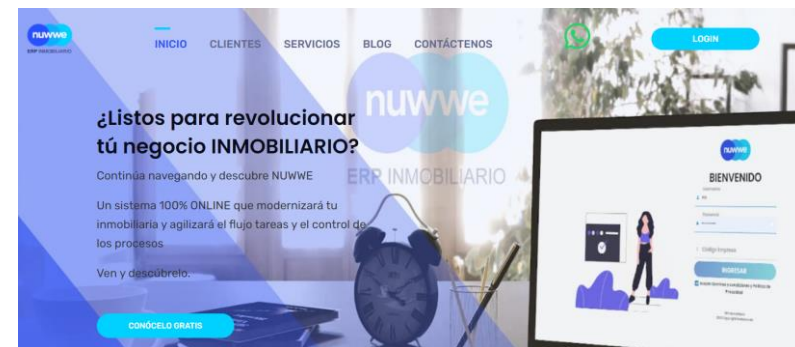 nuwwe
ERP INMOBILIARIO
INICIO CLIENTES SERVICIOS BLOG CONTÁCTENOS
LOGIN
nuwwe
ERP INMOBILIARIO
¿Listos para revolucionar
tú negocio INMOBILIARIO?
Continúa navegando y descubre NUWWE
Un sistema 100% ONLINE que modernizará tu
inmobiliaria y agilizará el flujo tareas y el control de
los procesos
Ven y descúbrelo.
CONÓCELO GRATIS
nuwwe
BIENVENIDO
Código Empresa
INGRESAR